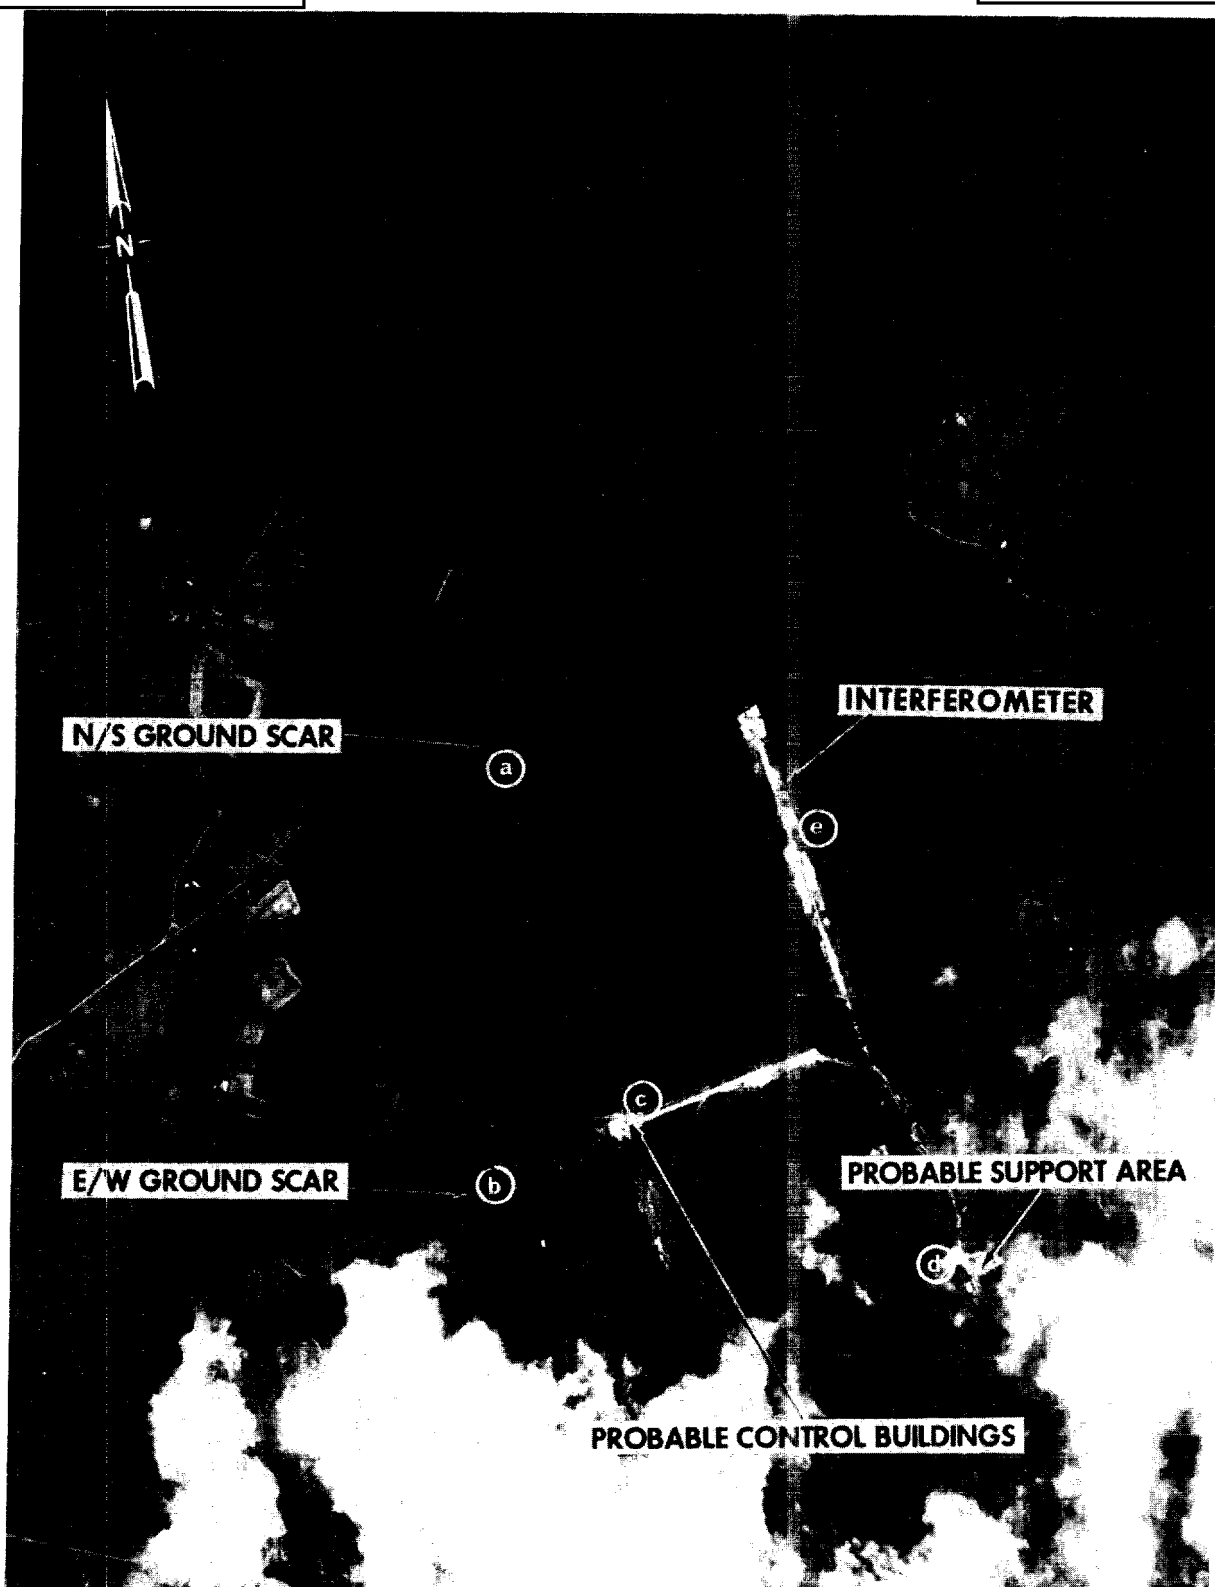 N
INTERFEROMETER
N/S GROUND SCAR
a
e
c
E/W GROUND SCAR
b
PROBABLE SUPPORT AREA
d
PROBABLE CONTROL BUILDINGS